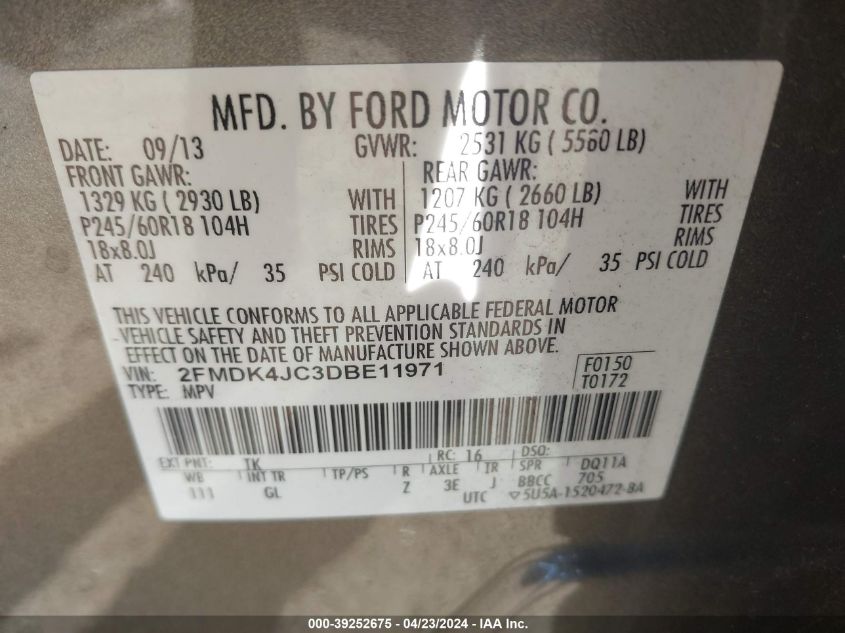 MFD. BY FORD MOTOR CO.
DATE: 09/13 GVWR: 2531 KG ( 5580 LB)
FRONT GAWR: REAR GAWR:
1329 KG ( 2930 LB) WITH 1207 KG ( 2660 LB) WITH
P245/60R18 104H TIRES P245/60R18 104H TIRES
18x8.0J RIMS 18x8.0J RIMS
AT 240 kPa/ 35 PSI COLD AT 240 kPa/ 35 PSI COLD
THIS VEHICLE CONFORMS TO ALL APPLICABLE FEDERAL MOTOR
VEHICLE SAFETY AND THEFT PREVENTION STANDARDS IN
EFFECT ON THE DATE OF MANUFACTURE SHOWN ABOVE.
VIN: 2FMDK4JC3DBE11971 F0150
TYPE: MPV T0172
EXT PNT: TK RC: 16 DSQ:
WB INT TR TP/PS R AXLE TR SPR DQ11A
111 GL Z 3E J BBCC 705
UTC ▽5U5A-1520472-BA
000-39252675 - 04/23/2024 - IAA Inc.